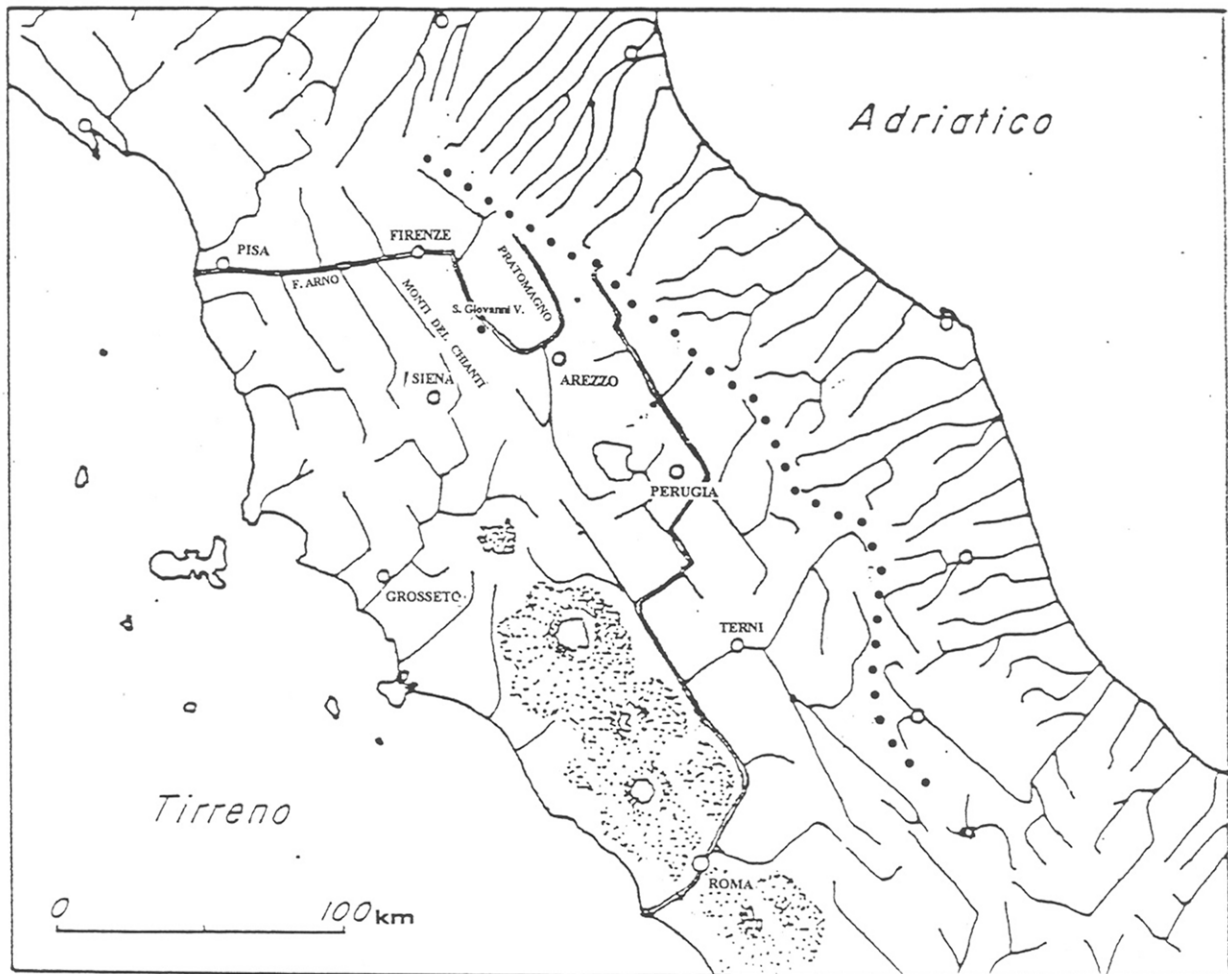 Adriatico
FIRENZE
PISA
F. ARNO
PRATOMAGNO
S. Giovanni V.
MONTI DEL CHIANTI
AREZZO
SIENA
PERUGIA
GROSSETO
TERNI
Tirreno
ROMA
0 100 km